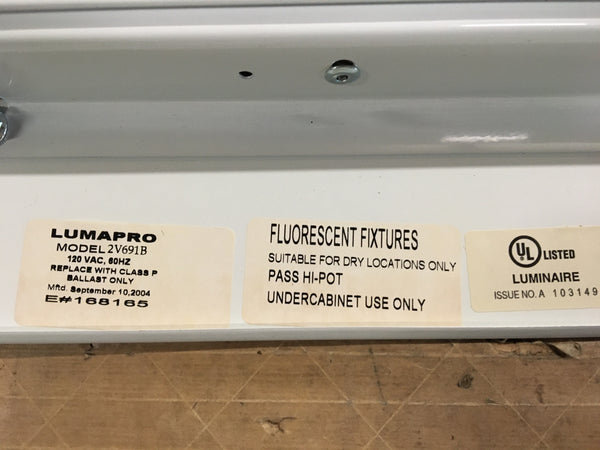 LUMAPRO
MODEL 2V691B
120 VAC, 60HZ
REPLACE WITH CLASS P
BALLAST ONLY
Mftd. September 10,2004
E#168165
FLUORESCENT FIXTURES
SUITABLE FOR DRY LOCATIONS ONLY
PASS HI-POT
UNDERCABINET USE ONLY
UL LISTED
LUMINAIRE
ISSUE NO. A 103149